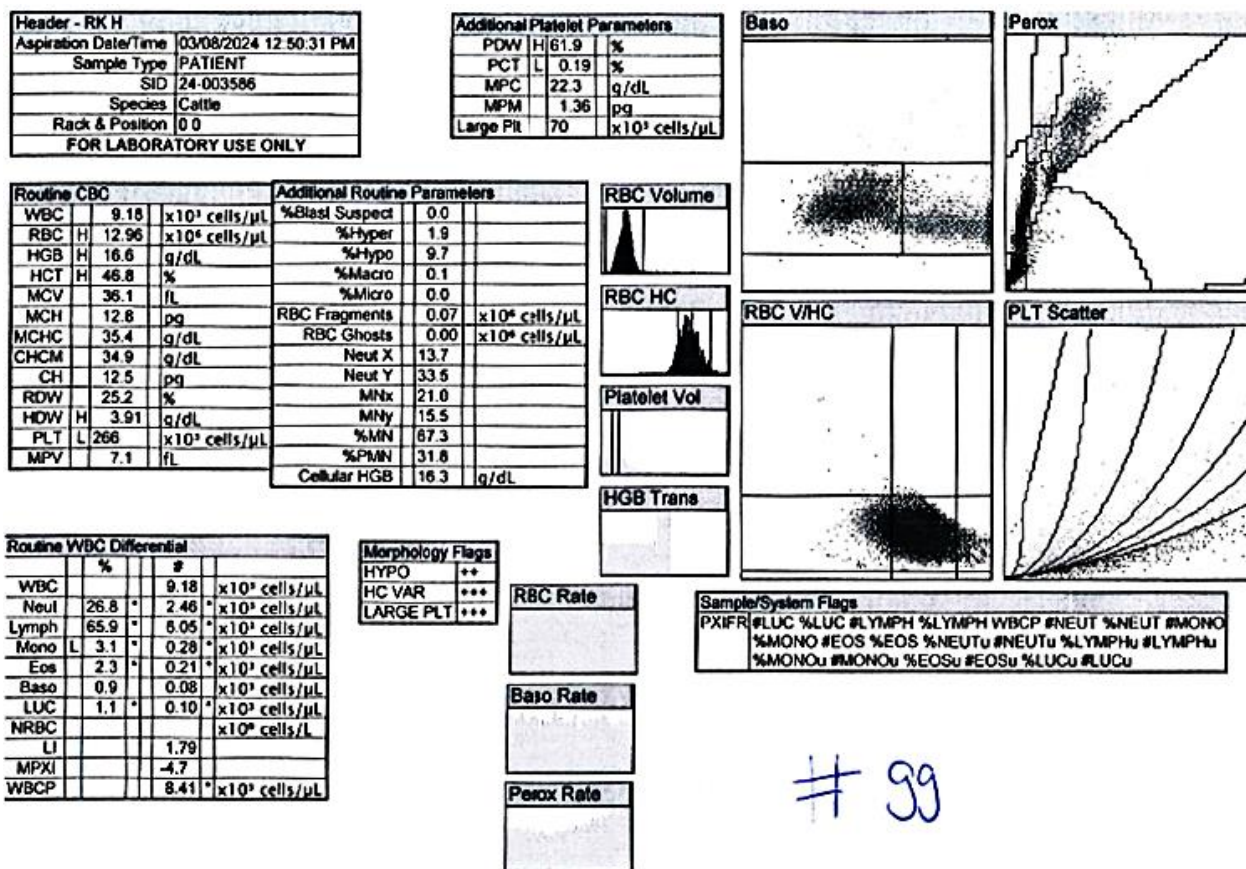 Header - RK H
Aspiration Date/Time 03/08/2024 12:50:31 PM
Sample Type PATIENT
SID 24-003586
Species Cattle
Rack & Position 0 0
FOR LABORATORY USE ONLY
Additional Platelet Parameters
PDW H 61.9 %
PCT L 0.19 %
MPC 22.3 g/dL
MPM 1.36 pg
Large Plt 70 x10³ cells/µL
Baso
Perox
Routine CBC
WBC 9.18 x10³ cells/µL
RBC H 12.96 x10⁶ cells/µL
HGB H 16.6 g/dL
HCT H 46.8 %
MCV 36.1 fL
MCH 12.8 pg
MCHC 35.4 g/dL
CHCM 34.9 g/dL
CH 12.5 pg
RDW 25.2 %
HDW H 3.91 g/dL
PLT L 266 x10³ cells/µL
MPV 7.1 fL
Additional Routine Parameters
%Blast Suspect 0.0
%Hyper 1.9
%Hypo 9.7
%Macro 0.1
%Micro 0.0
RBC Fragments 0.07 x10⁶ cells/µL
RBC Ghosts 0.00 x10⁶ cells/µL
Neut X 13.7
Neut Y 33.5
MNx 21.0
MNy 15.5
%MN 67.3
%PMN 31.8
Cellular HGB 16.3 g/dL
RBC Volume
RBC HC
Platelet Vol
HGB Trans
RBC V/HC
PLT Scatter
Routine WBC Differential
% #
WBC 9.18 x10³ cells/µL
Neut 26.8 * 2.46 * x10³ cells/µL
Lymph 65.9 * 6.05 * x10³ cells/µL
Mono L 3.1 * 0.28 * x10³ cells/µL
Eos 2.3 * 0.21 * x10³ cells/µL
Baso 0.9 0.08 x10³ cells/µL
LUC 1.1 * 0.10 * x10³ cells/µL
NRBC x10⁹ cells/L
LI 1.79
MPXI -4.7
WBCP 8.41 * x10³ cells/µL
Morphology Flags
HYPO ++
HC VAR +++
LARGE PLT +++
RBC Rate
Baso Rate
Perox Rate
Sample/System Flags
PXIFR #LUC %LUC #LYMPH %LYMPH WBCP #NEUT %NEUT #MONO
%MONO #EOS %EOS %NEUTu #NEUTu %LYMPHu #LYMPHu
%MONOu #MONOu %EOSu #EOSu %LUCu #LUCu
# 99